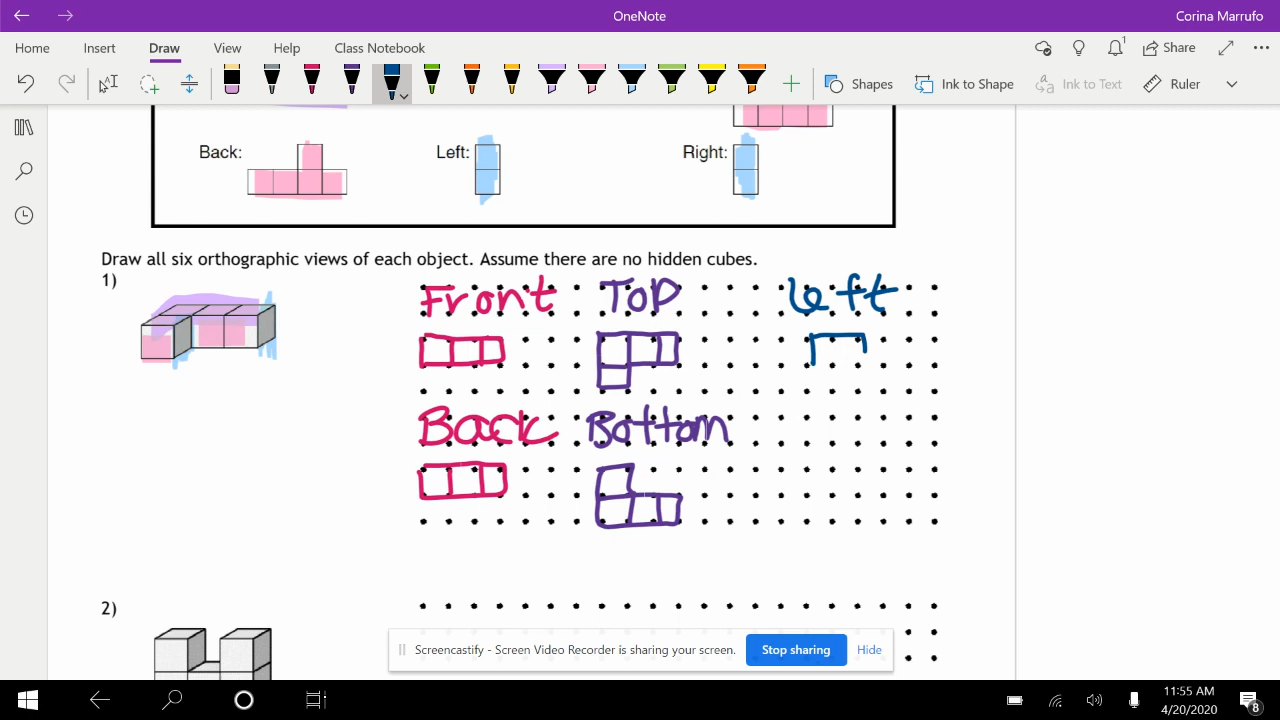 OneNote
Corina Marrufo
Home Insert Draw View Help Class Notebook
1
Share
Shapes
Ink to Shape
Ink to Text
Ruler
Back:
Left:
Right:
Draw all six orthographic views of each object. Assume there are no hidden cubes.
1)
Front Top left
Back Bottom
2)
Screencastify - Screen Video Recorder is sharing your screen.
Stop sharing
Hide
11:55 AM
4/20/2020
8